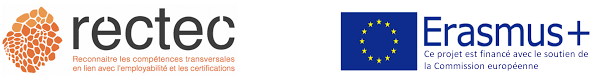 rectec
Reconnaitre les compétences transversales
en lien avec l'employabilité et les certifications
Erasmus+
Ce projet est financé avec le soutien de
la Commission européenne